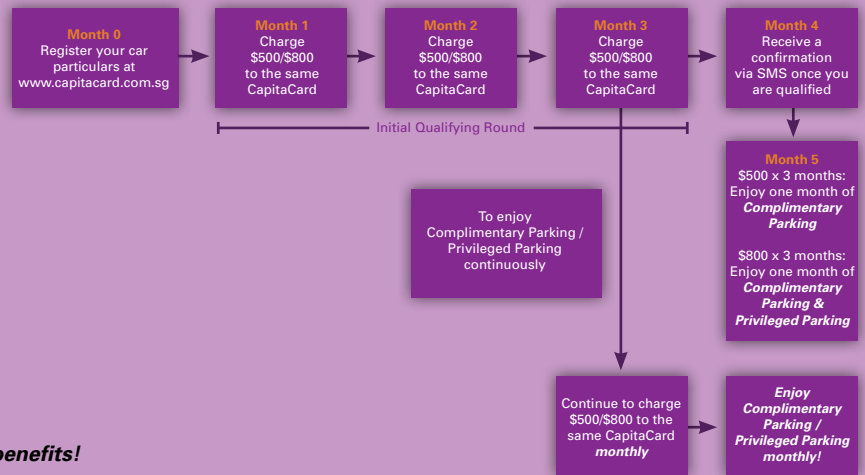 Month 0
Register your car
particulars at
www.capitacard.com.sg
Month 1
Charge
$500/$800
to the same
CapitaCard
Month 2
Charge
$500/$800
to the same
CapitaCard
Month 3
Charge
$500/$800
to the same
CapitaCard
Month 4
Receive a
confirmation
via SMS once you
are qualified
Initial Qualifying Round
Month 5
$500 x 3 months:
Enjoy one month of
Complimentary
Parking
$800 x 3 months:
Enjoy one month of
Complimentary
Parking &
Privileged Parking
To enjoy
Complimentary Parking /
Privileged Parking
continuously
Continue to charge
$500/$800 to the
same CapitaCard
monthly
Enjoy
Complimentary
Parking /
Privileged Parking
monthly!
benefits!